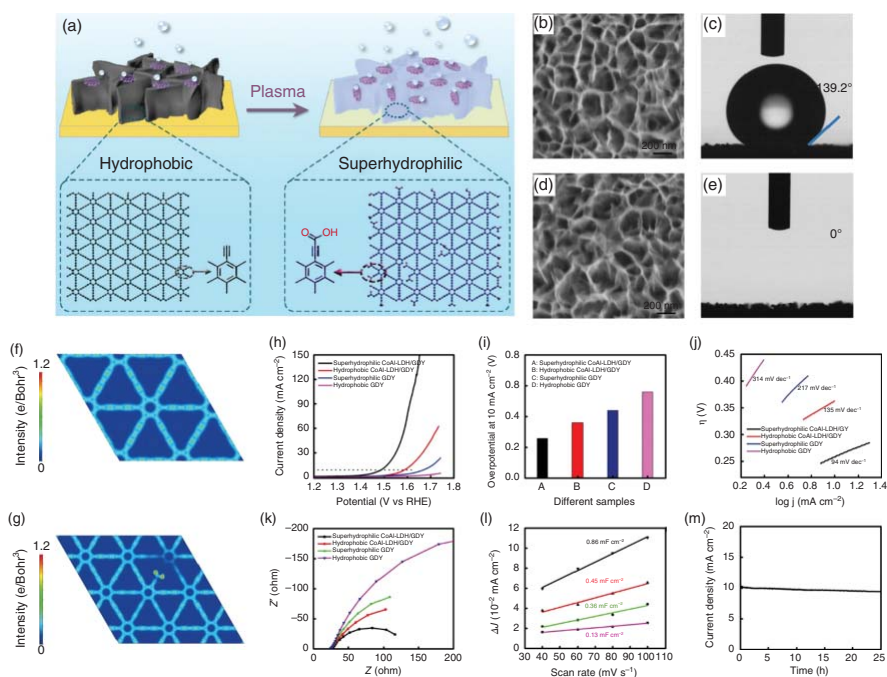 (a)
Plasma
Hydrophobic
Superhydrophilic
O
OH
(b)
200 nm
(c)
139.2°
(d)
200 nm
(e)
0°
(f)
Intensity (e/Bohr³)
1.2
0
(g)
Intensity (e/Bohr³)
1.2
0
(h)
Superhydrophilic CoAl-LDH/GDY
Hydrophobic CoAl-LDH/GDY
Superhydrophilic GDY
Hydrophobic GDY
Current density (mA cm⁻²)
150
120
90
60
30
0
1.2 1.3 1.4 1.5 1.6 1.7 1.8
Potential (V vs RHE)
(i)
A: Superhydrophilic CoAl-LDH/GDY
B: Hydrophobic CoAl-LDH/GDY
C: Superhydrophilic GDY
D: Hydrophobic GDY
Overpotential at 10 mA cm⁻² (V)
0.8
0.6
0.4
0.2
0.0
A B C D
Different samples
(j)
η (V)
0.45
0.40
0.35
0.30
0.25
314 mV dec⁻¹
217 mV dec⁻¹
135 mV dec⁻¹
94 mV dec⁻¹
Superhydrophilic CoAl-LDH/GY
Hydrophobic CoAl-LDH/GDY
Superhydrophilic GDY
Hydrophobic GDY
0.2 0.4 0.6 0.8 1.0 1.2 1.4
log j (mA cm⁻²)
(k)
Superhydrophilic CoAl-LDH/GDY
Hydrophobic CoAl-LDH/GDY
Superhydrophilic GDY
Hydrophobic GDY
Z″ (ohm)
−200
−150
−100
−50
0
0 50 100 150 200
Z (ohm)
(l)
ΔJ (10⁻² mA cm⁻²)
12
10
8
6
4
2
0
0.86 mF cm⁻²
0.45 mF cm⁻²
0.36 mF cm⁻²
0.13 mF cm⁻²
30 40 50 60 70 80 90 100 110
Scan rate (mV s⁻¹)
(m)
Current density (mA cm⁻²)
20
15
10
5
0
0 5 10 15 20 25
Time (h)